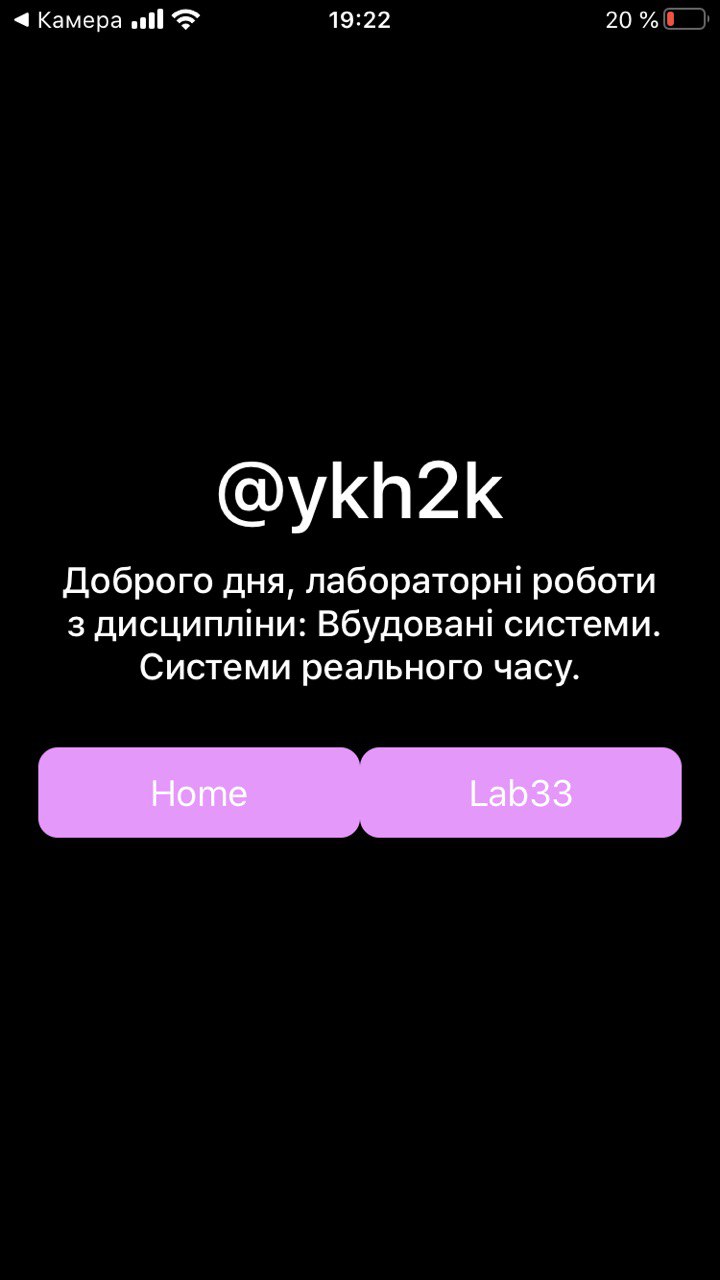 Камера 19:22 20 %
@ykh2k
Доброго дня, лабораторні роботи
з дисципліни: Вбудовані системи.
Системи реального часу.
Home Lab33